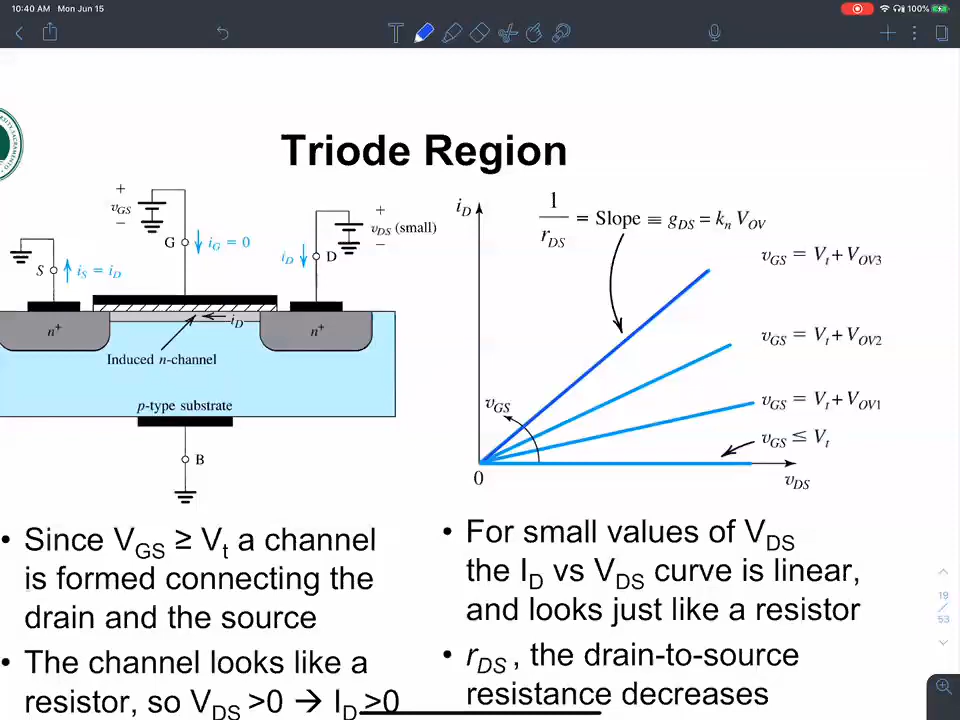 10:40 AM Mon Jun 15
100%
Triode Region
+
vGS
−
G
iG = 0
+
vDS (small)
−
iD
D
S
iS = iD
iD
n+
n+
Induced n-channel
p-type substrate
B
iD
1
rDS
= Slope ≡ gDS = kn VOV
vGS = Vt + VOV3
vGS = Vt + VOV2
vGS = Vt + VOV1
vGS ≤ Vt
vGS
0
vDS
• Since VGS ≥ Vt a channel
is formed connecting the
drain and the source
• The channel looks like a
resistor, so VDS >0 → ID >0
• For small values of VDS
the ID vs VDS curve is linear,
and looks just like a resistor
• rDS , the drain-to-source
resistance decreases
19
/
53